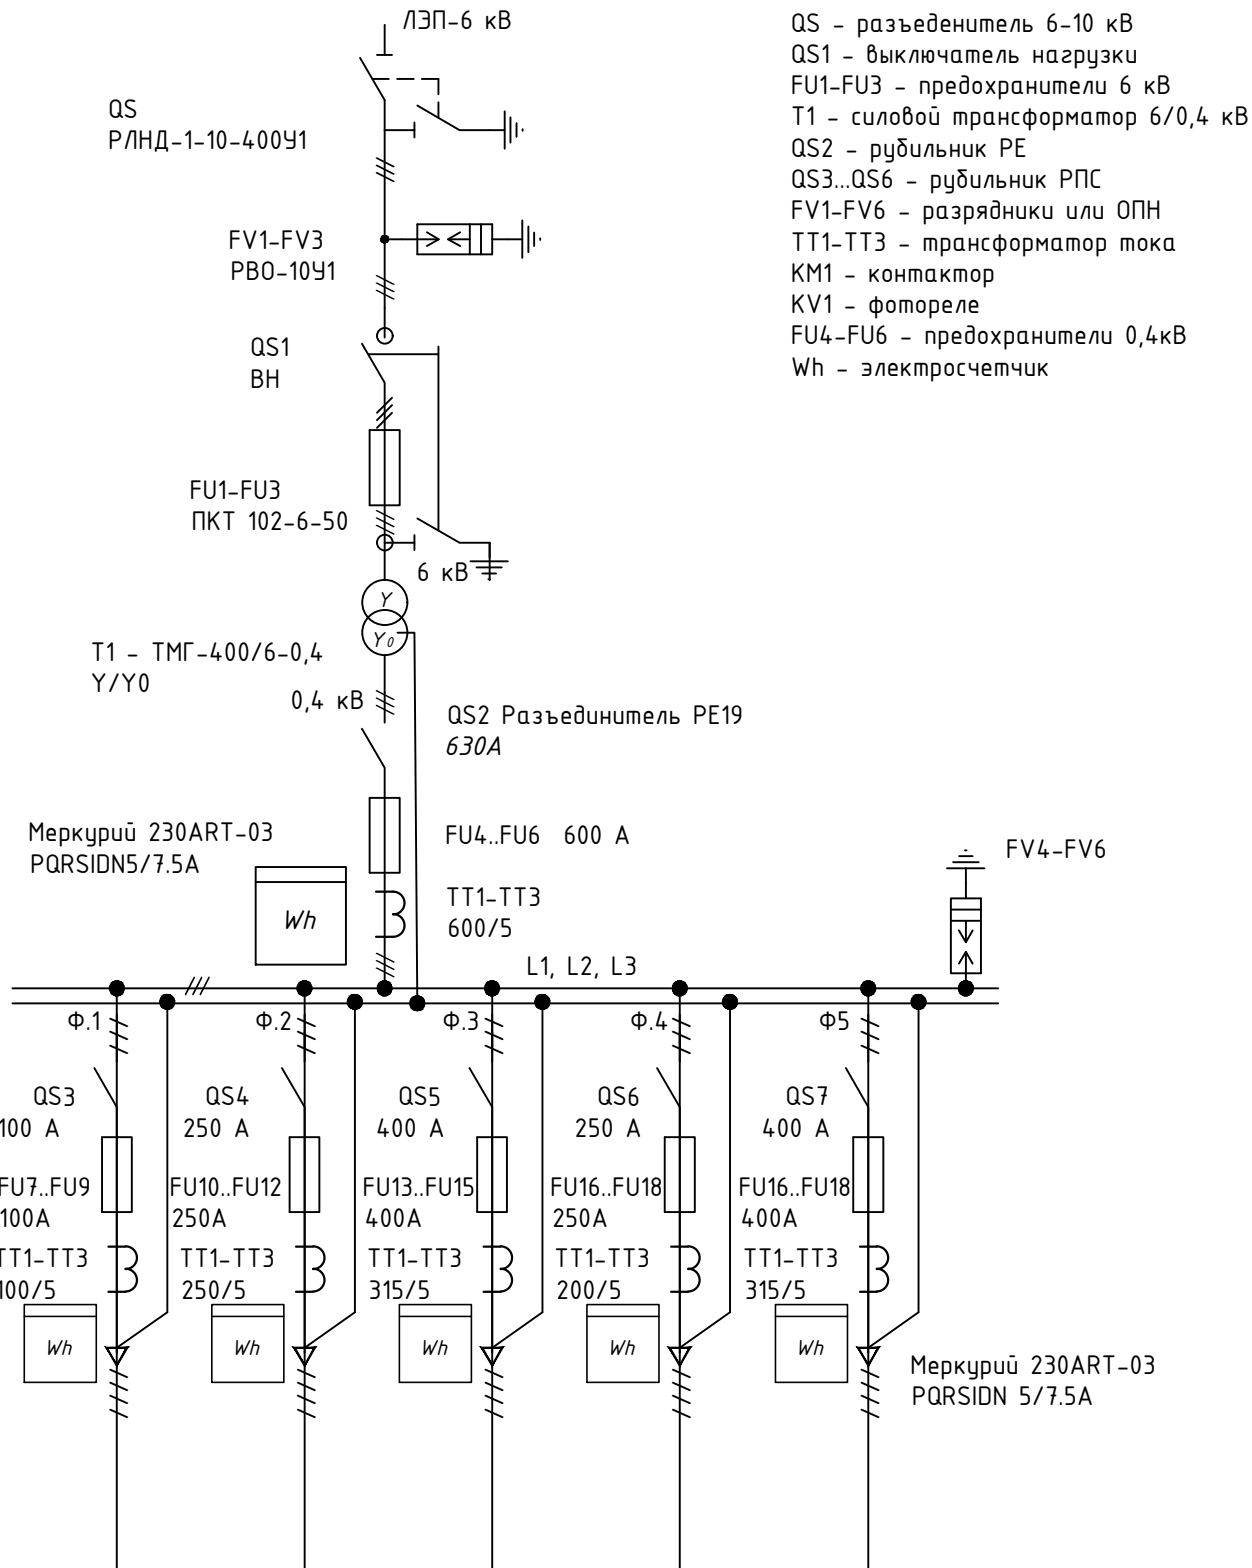 ЛЭП-6 кВ
QS
РЛНД-1-10-400У1
FV1-FV3
РВО-10У1
QS1
ВН
FU1-FU3
ПКТ 102-6-50
6 кВ
Y
Y0
Т1 - ТМГ-400/6-0,4
Y/Y0
0,4 кВ
QS2 Разъединитель РЕ19
630А
FU4..FU6 600 А
Меркурий 230ART-03
PQRSIDN5/7.5А
Wh
ТТ1-ТТ3
600/5
L1, L2, L3
FV4-FV6
QS - разъеденитель 6-10 кВ
QS1 - выключатель нагрузки
FU1-FU3 - предохранители 6 кВ
Т1 - силовой трансформатор 6/0,4 кВ
QS2 - рубильник РЕ
QS3...QS6 - рубильник РПС
FV1-FV6 - разрядники или ОПН
ТТ1-ТТ3 - трансформатор тока
КМ1 - контактор
KV1 - фотореле
FU4-FU6 - предохранители 0,4кВ
Wh - электросчетчик
Ф.1
QS3
100 А
FU7..FU9
100А
ТТ1-ТТ3
100/5
Wh
Ф.2
QS4
250 А
FU10..FU12
250А
ТТ1-ТТ3
250/5
Wh
Ф.3
QS5
400 А
FU13..FU15
400А
ТТ1-ТТ3
315/5
Wh
Ф.4
QS6
250 А
FU16..FU18
250А
ТТ1-ТТ3
200/5
Wh
Ф5
QS7
400 А
FU16..FU18
400А
ТТ1-ТТ3
315/5
Wh
Меркурий 230ART-03
PQRSIDN 5/7.5А